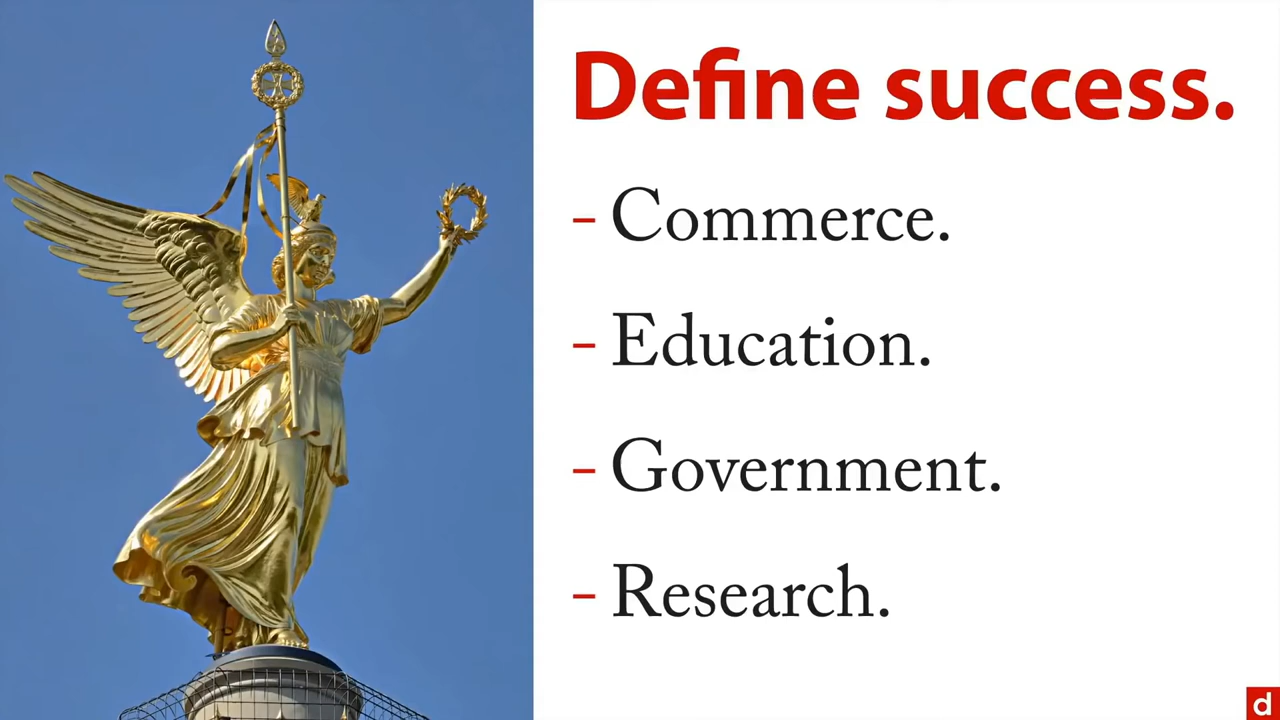 Define success.
– Commerce.
– Education.
– Government.
– Research.
d